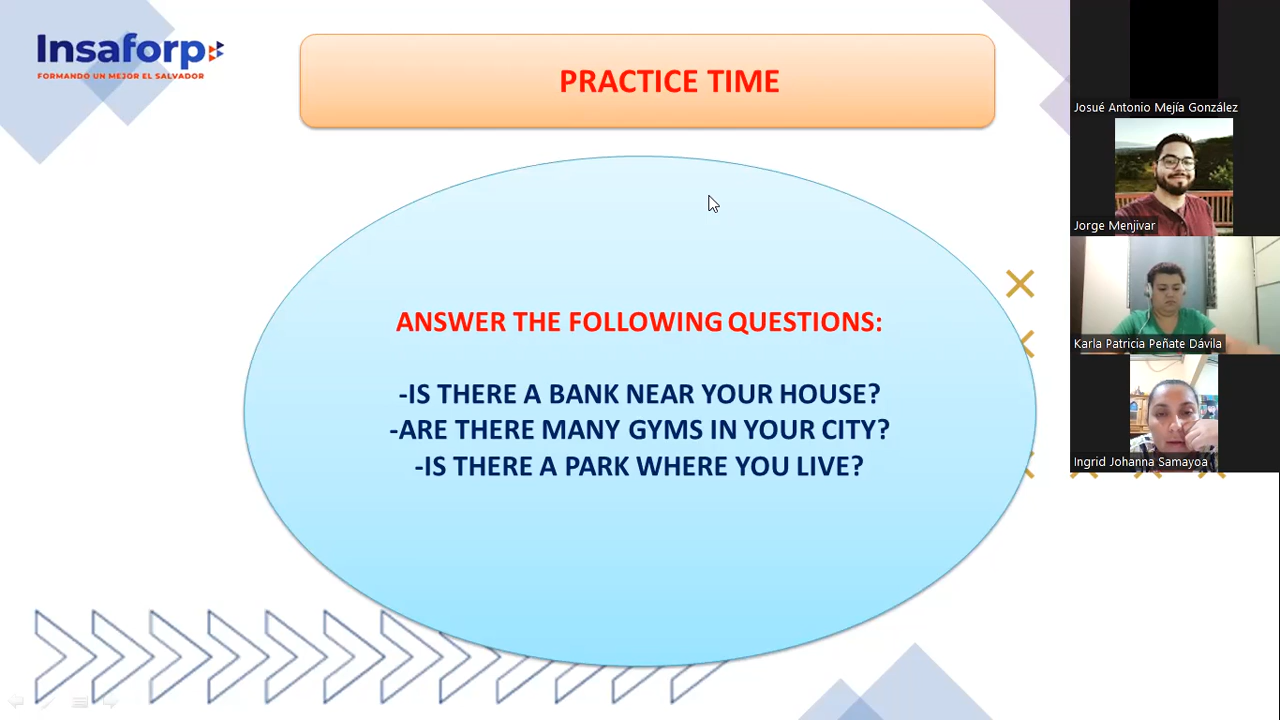 Insaforp
FORMANDO UN MEJOR EL SALVADOR
PRACTICE TIME
ANSWER THE FOLLOWING QUESTIONS:
-IS THERE A BANK NEAR YOUR HOUSE?
-ARE THERE MANY GYMS IN YOUR CITY?
-IS THERE A PARK WHERE YOU LIVE?
Josué Antonio Mejía González
Jorge Menjivar
Karla Patricia Peñate Dávila
Ingrid Johanna Samayoa